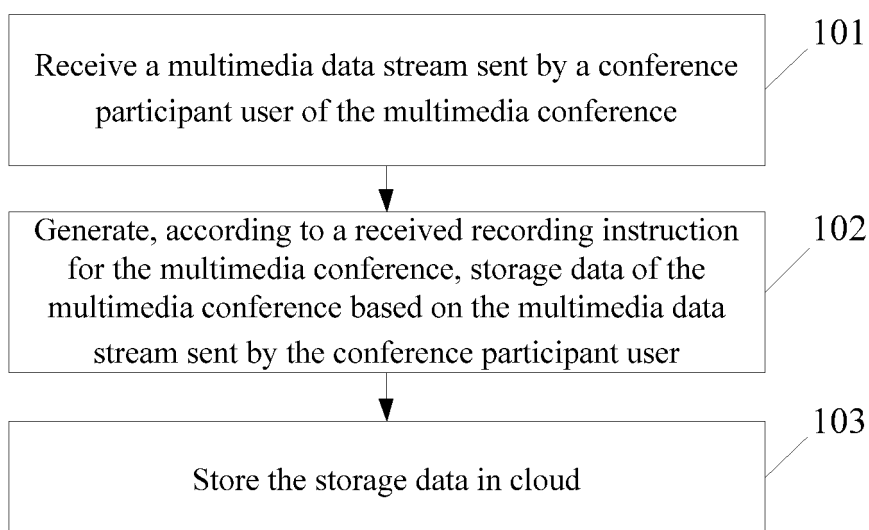 101
Receive a multimedia data stream sent by a conference
participant user of the multimedia conference
102
Generate, according to a received recording instruction
for the multimedia conference, storage data of the
multimedia conference based on the multimedia data
stream sent by the conference participant user
103
Store the storage data in cloud